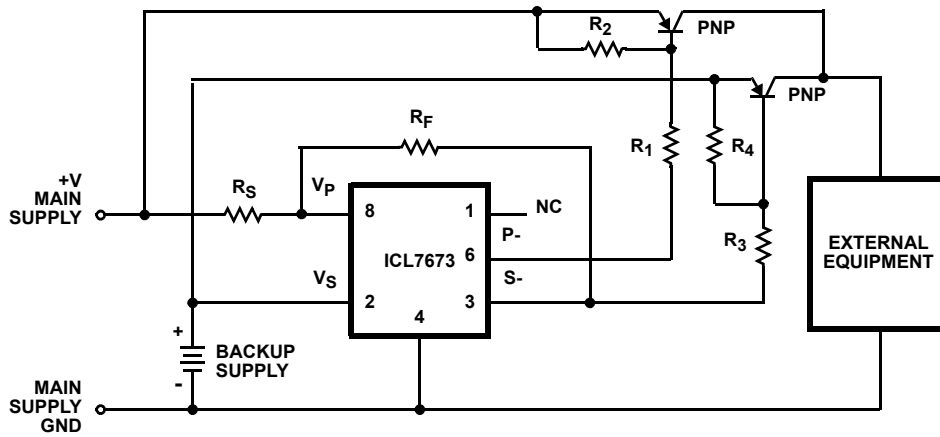 R2
PNP
PNP
RF
R1
R4
+V
MAIN
SUPPLY
RS
VP
8
1
NC
P-
ICL7673
6
S-
R3
EXTERNAL
EQUIPMENT
VS
2
3
4
+
BACKUP
SUPPLY
-
MAIN
SUPPLY
GND